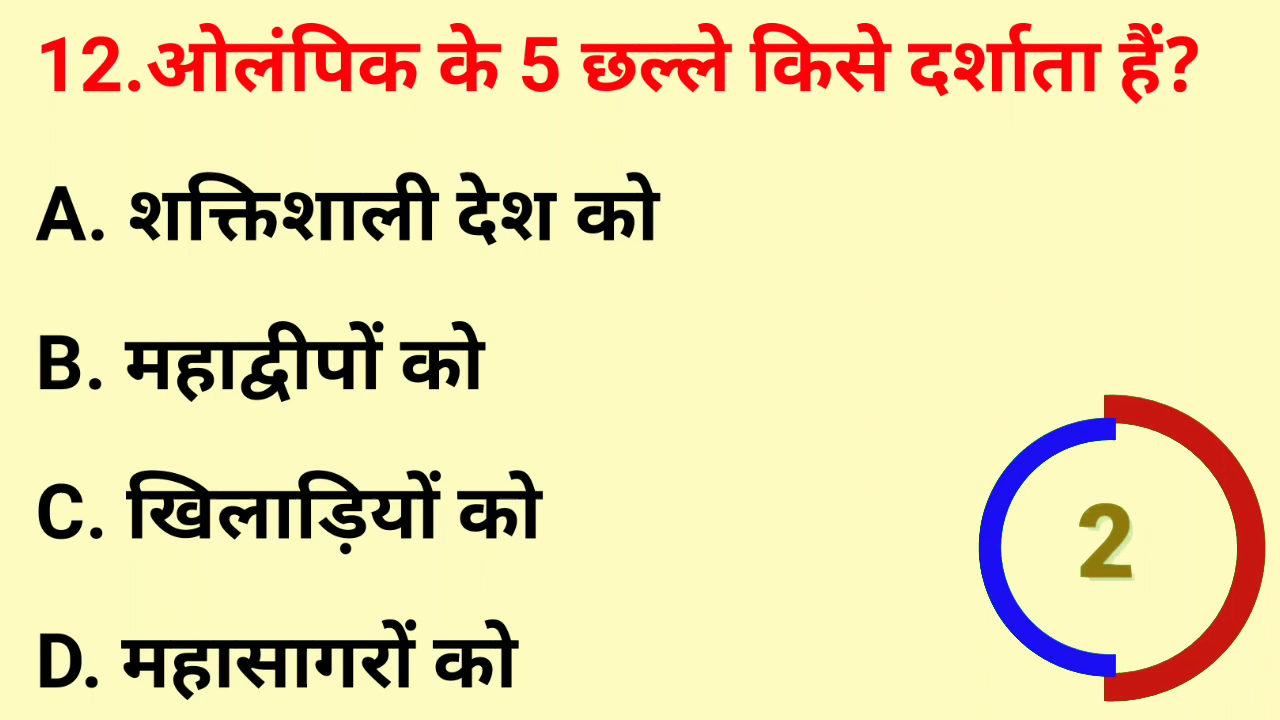 12.ओलंपिक के 5 छल्ले किसे दर्शाता हैं?
A. शक्तिशाली देश को
B. महाद्वीपों को
C. खिलाड़ियों को
2
D. महासागरों को